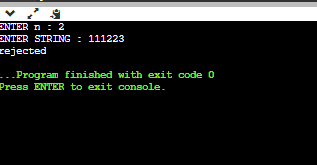 ENTER n : 2
ENTER STRING : 111223
rejected
...Program finished with exit code 0
Press ENTER to exit console.